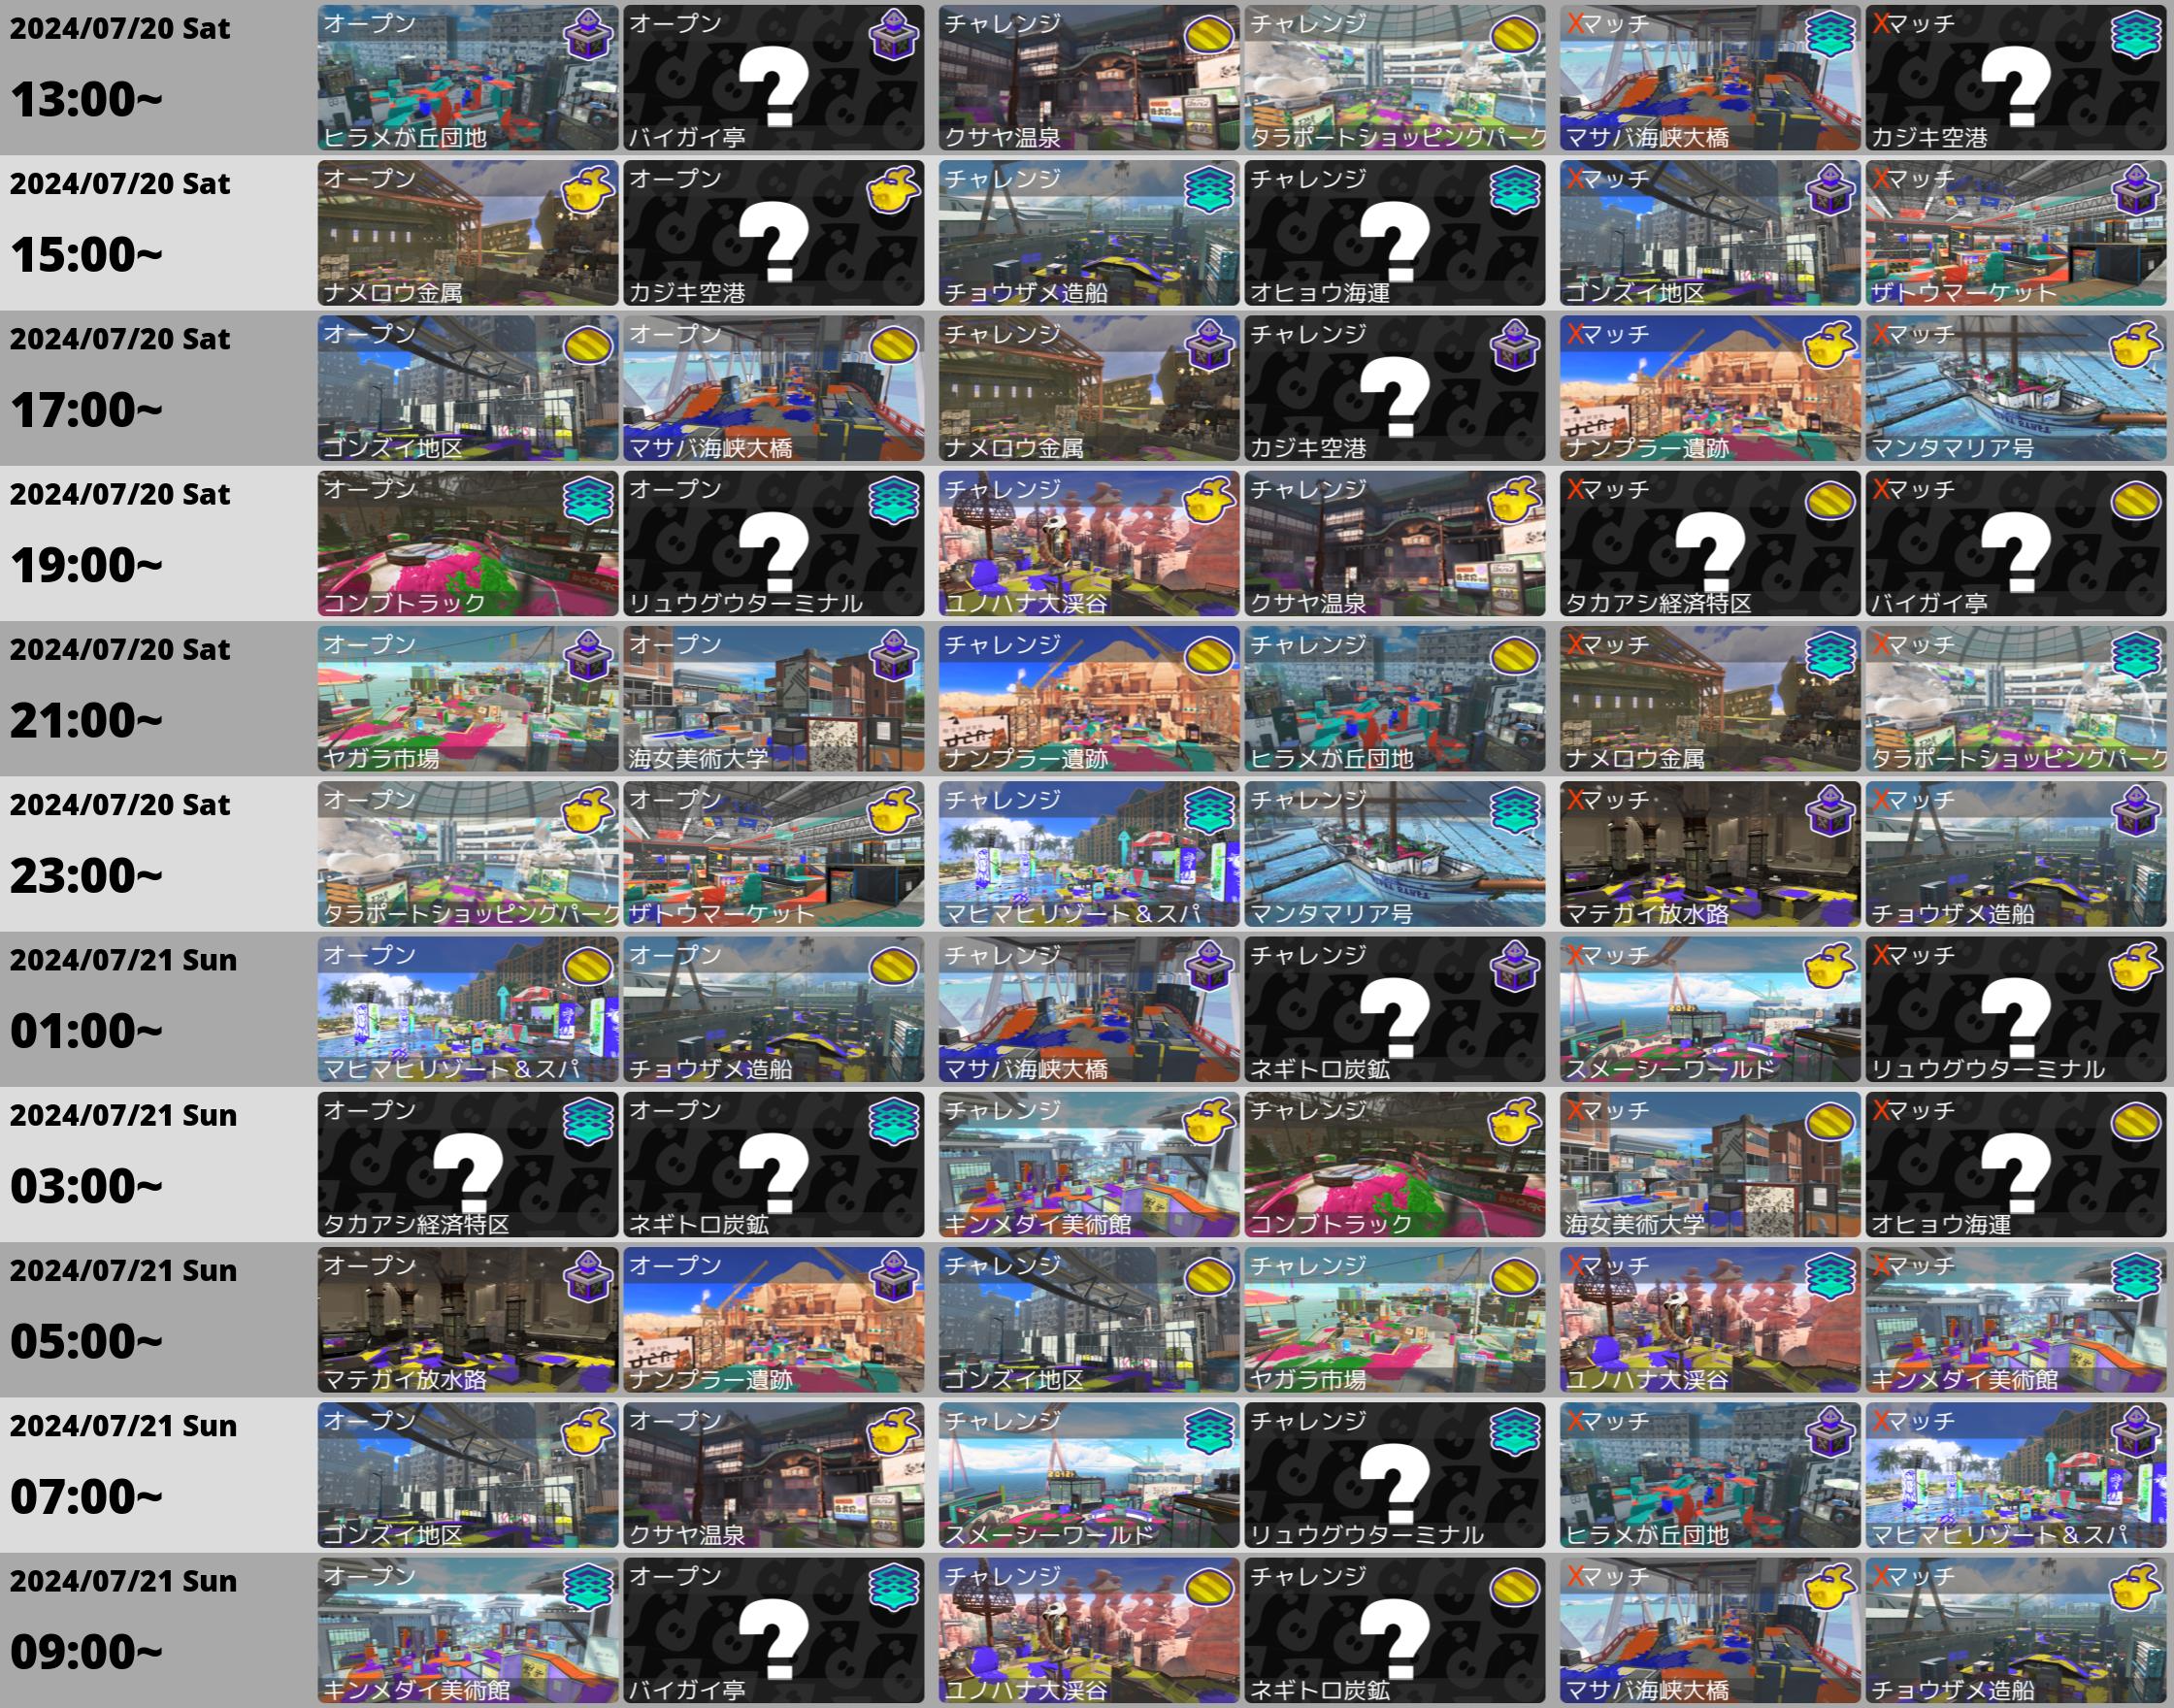 2024/07/20 Sat
13:00~
オープン オープン チャレンジ チャレンジ Xマッチ Xマッチ
ヒラメが丘団地 バイガイ亭 クサヤ温泉 タラポートショッピングパーク マサバ海峡大橋 カジキ空港
2024/07/20 Sat
15:00~
オープン オープン チャレンジ チャレンジ Xマッチ Xマッチ
ナメロウ金属 カジキ空港 チョウザメ造船 オヒョウ海運 ゴンズイ地区 ザトウマーケット
2024/07/20 Sat
17:00~
オープン オープン チャレンジ チャレンジ Xマッチ Xマッチ
ゴンズイ地区 マサバ海峡大橋 ナメロウ金属 カジキ空港 ナンプラー遺跡 マンタマリア号
2024/07/20 Sat
19:00~
オープン オープン チャレンジ チャレンジ Xマッチ Xマッチ
コンブトラック リュウグウターミナル ユノハナ大渓谷 クサヤ温泉 タカアシ経済特区 バイガイ亭
2024/07/20 Sat
21:00~
オープン オープン チャレンジ チャレンジ Xマッチ Xマッチ
ヤガラ市場 海女美術大学 ナンプラー遺跡 ヒラメが丘団地 ナメロウ金属 タラポートショッピングパーク
2024/07/20 Sat
23:00~
オープン オープン チャレンジ チャレンジ Xマッチ Xマッチ
タラポートショッピングパーク ザトウマーケット マヒマヒリゾート＆スパ マンタマリア号 マテガイ放水路 チョウザメ造船
2024/07/21 Sun
01:00~
オープン オープン チャレンジ チャレンジ Xマッチ Xマッチ
マヒマヒリゾート＆スパ チョウザメ造船 マサバ海峡大橋 ネギトロ炭鉱 スメーシーワールド リュウグウターミナル
2024/07/21 Sun
03:00~
オープン オープン チャレンジ チャレンジ Xマッチ Xマッチ
タカアシ経済特区 ネギトロ炭鉱 キンメダイ美術館 コンブトラック 海女美術大学 オヒョウ海運
2024/07/21 Sun
05:00~
オープン オープン チャレンジ チャレンジ Xマッチ Xマッチ
マテガイ放水路 ナンプラー遺跡 ゴンズイ地区 ヤガラ市場 ユノハナ大渓谷 キンメダイ美術館
2024/07/21 Sun
07:00~
オープン オープン チャレンジ チャレンジ Xマッチ Xマッチ
ゴンズイ地区 クサヤ温泉 スメーシーワールド リュウグウターミナル ヒラメが丘団地 マヒマヒリゾート＆スパ
2024/07/21 Sun
09:00~
オープン オープン チャレンジ チャレンジ Xマッチ Xマッチ
キンメダイ美術館 バイガイ亭 ユノハナ大渓谷 ネギトロ炭鉱 マサバ海峡大橋 チョウザメ造船